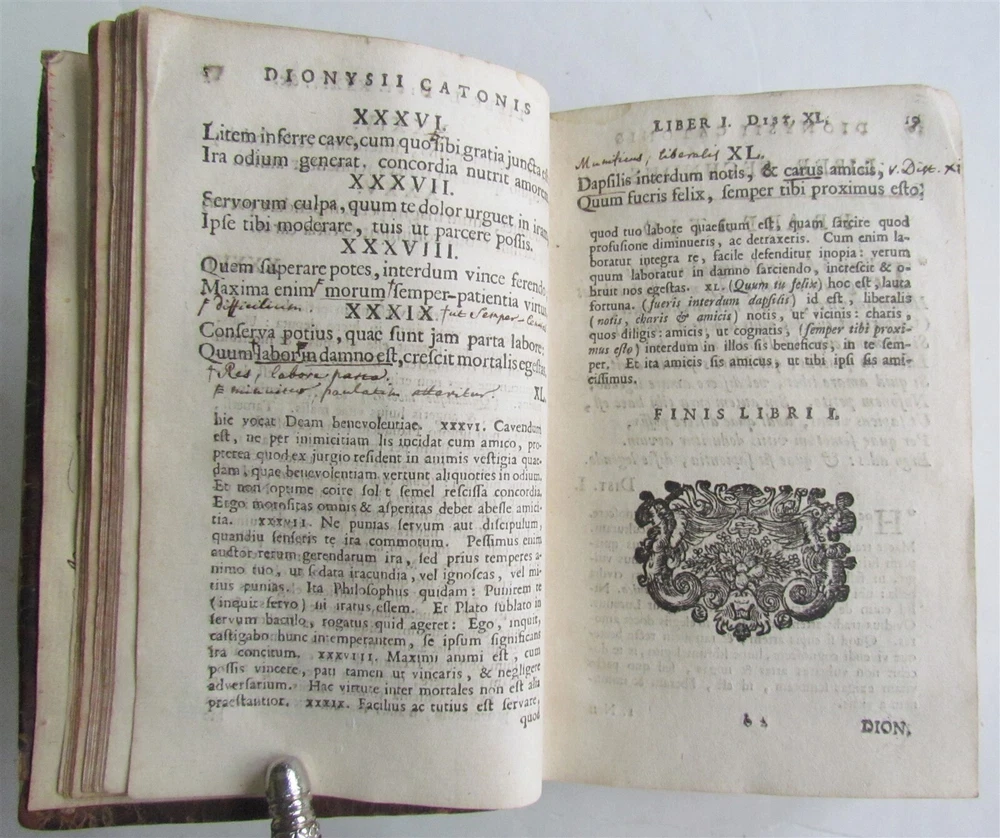 DIONYSII CATONIS
XXXVI.
Litem inferre cave, cum quo tibi gratia juncta
Ira odium generat, concordia nutrit amorem
XXXVII.
Servorum culpa, quum te dolor urguet in iram,
Ipse tibi moderare, tuis ut parcere possis.
XXXVIII.
Quem superare potes, interdum vince ferendo,
Maxima enim morum semper patientia virtus
difficilium.
XXXIX.
Conserva potius, quae sunt jam parta labore:
Quum labor in damno est, crescit mortalis egestas,
Res, labore parta.
minuitur, paulatim atteritur.
XL.
hic vocat Deam benevolentiae. XXXVI. Cavendum
est, ne per inimicitiam lis incidat cum amico, pro-
pterea quod ex jurgio resident in animis vestigia quae-
dam, quae benevolentiam vertunt aliquoties in odium.
Et non optime coire solet semel rescissa concordia.
Ergo morositas omnis & asperitas debet abesse amici-
tia. XXXVII. Ne punias servum aut discipulum,
quandiu senseris te ira commotum. Pessimus enim
auctor rerum gerendarum ira, sed prius temperes a-
nimo tuo, ut sedata iracundia, vel ignoscas, vel mi-
tius punias. Ita Philosophus quidam: Punirem te
(inquit servo) ni iratus essem. Et Plato sublato in
servum baculo, rogatus quid ageret: Ego, inquit,
castigabo hunc intemperantem, se ipsum significans
ira concitum. XXXVIII. Maximi animi est, cum
possis vincere, pati tamen ut vincaris, & negligere
adversarium. Hac virtute inter mortales non est alia
praestantior. XXXIX. Facilius ac tutius est servare,
quod
LIBER I. DIST. XL. 19
Munificus, liberalis XL.
Dapsilis interdum notis, & carus amicis, v. Dist. XI
Quum fueris felix, semper tibi proximus esto:
quod tuo labore quaesitum est, quam sarcire quod
profusione diminueris, ac detraxeris. Cum enim la-
boratur integra re, facile defenditur inopia: verum
quum laboratur in damno sarciendo, increscit & o-
bruit nos egestas. XL. (Quum tu felix) hoc est, lauta
fortuna. (fueris interdum dapsilis) id est, liberalis
(notis, charis & amicis) notis, ut vicinis: charis,
quos diligis: amicis, ut cognatis, (semper tibi proxi-
mus esto) interdum in illos sis beneficus, in te sem-
per. Et ita amicis sis amicus, ut tibi ipsi sis ami-
cissimus.
FINIS LIBRI I.
DION.